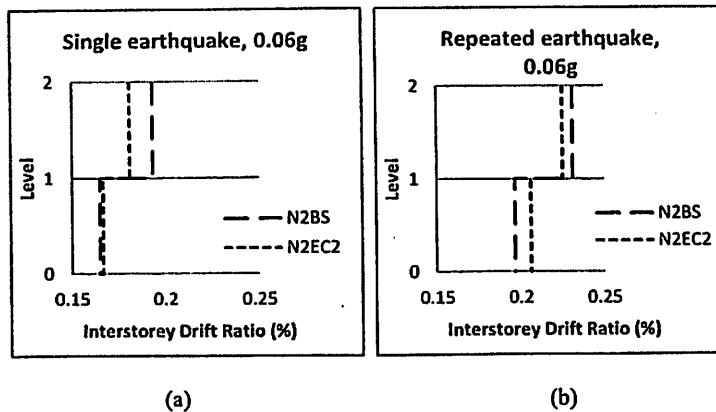 Single earthquake, 0.06g
2
1
0
Level
N2BS
N2EC2
0.15 0.2 0.25
Interstorey Drift Ratio (%)
(a)
Repeated earthquake,
0.06g
2
1
0
Level
N2BS
N2EC2
0.15 0.2 0.25
Interstorey Drift Ratio (%)
(b)